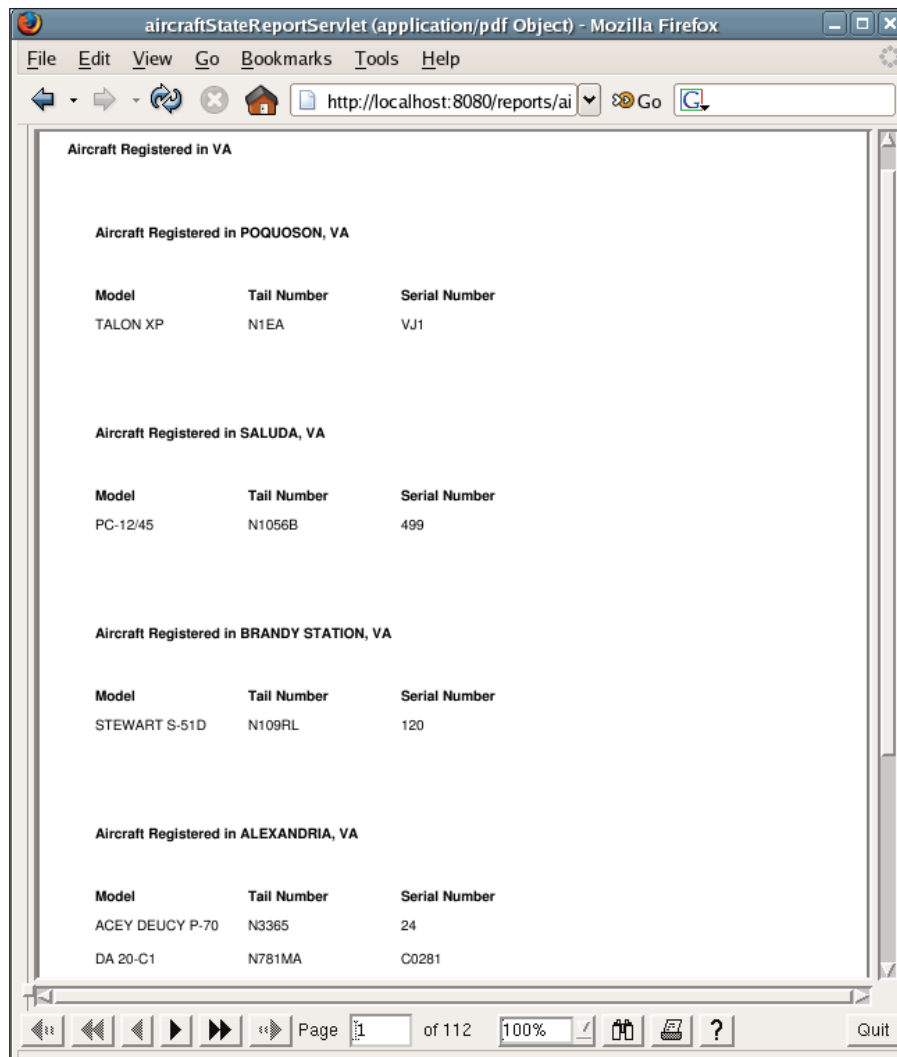 aircraftStateReportServlet (application/pdf Object) - Mozilla Firefox
File Edit View Go Bookmarks Tools Help
http://localhost:8080/reports/ai Go G
Aircraft Registered in VA
Aircraft Registered in POQUOSON, VA
Model Tail Number Serial Number
TALON XP N1EA VJ1
Aircraft Registered in SALUDA, VA
Model Tail Number Serial Number
PC-12/45 N1056B 499
Aircraft Registered in BRANDY STATION, VA
Model Tail Number Serial Number
STEWART S-51D N109RL 120
Aircraft Registered in ALEXANDRIA, VA
Model Tail Number Serial Number
ACEY DEUCY P-70 N3365 24
DA 20-C1 N781MA C0281
Page 1 of 112 100% ? Quit